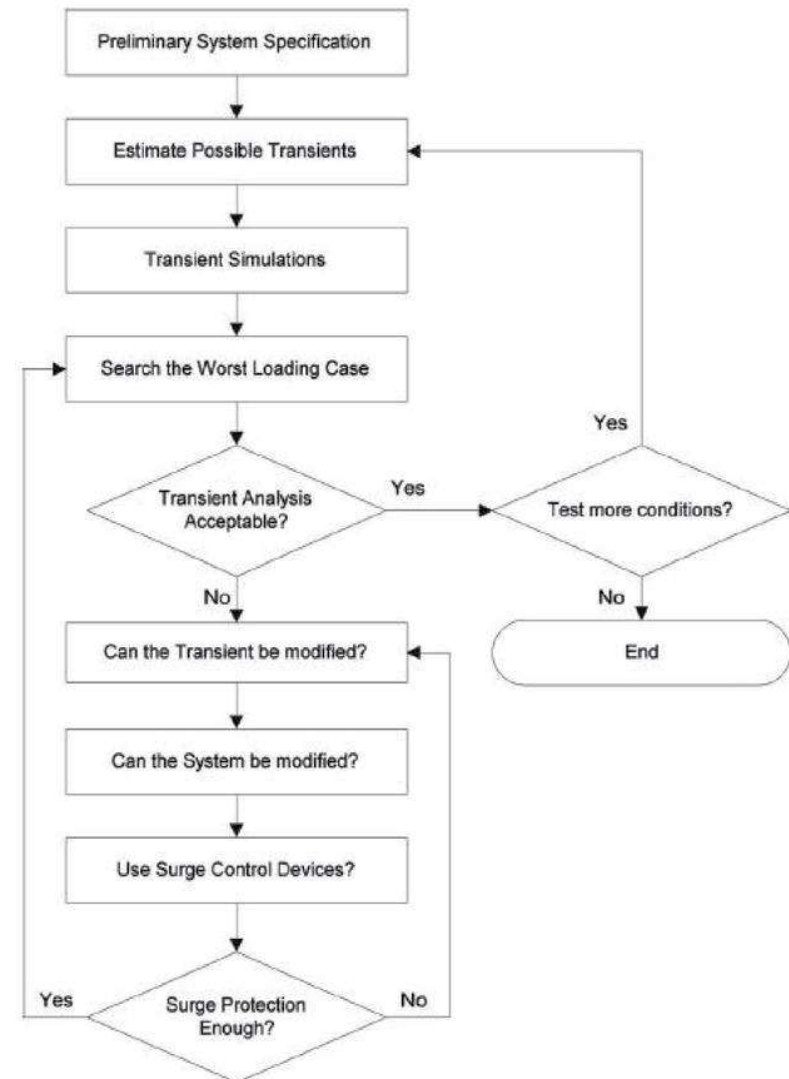 Preliminary System Specification
Estimate Possible Transients
Transient Simulations
Search the Worst Loading Case
Yes
Transient Analysis
Acceptable?
Yes
Test more conditions?
No
No
Can the Transient be modified?
End
Can the System be modified?
Use Surge Control Devices?
Yes
Surge Protection
Enough?
No